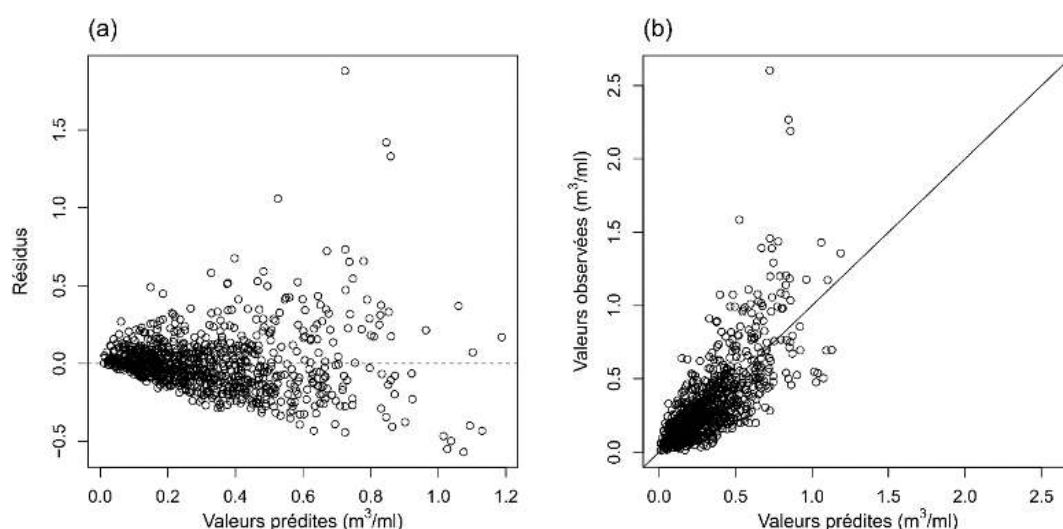 (a)
Résidus
1.5
1.0
0.5
0.0
−0.5
0.0 0.2 0.4 0.6 0.8 1.0 1.2
Valeurs prédites (m³/ml)
(b)
Valeurs observées (m³/ml)
2.5
2.0
1.5
1.0
0.5
0.0
0.0 0.5 1.0 1.5 2.0 2.5
Valeurs prédites (m³/ml)